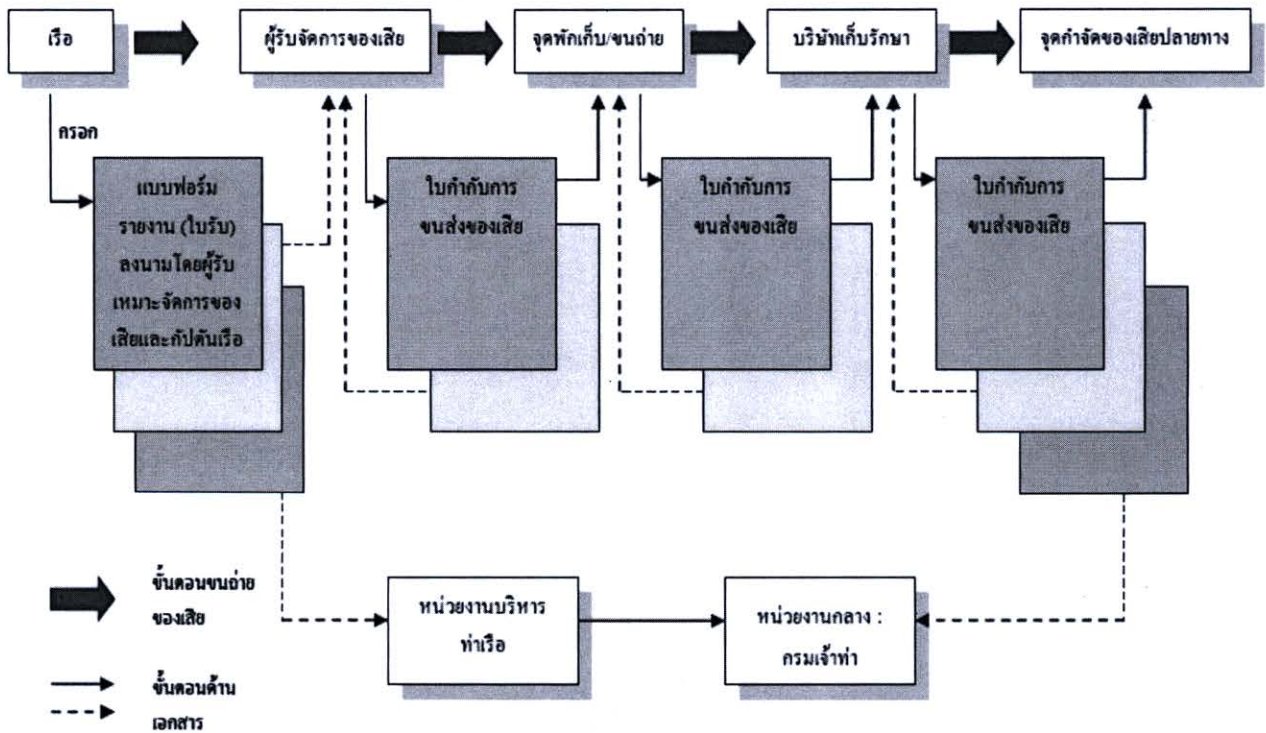 เรือ
ผู้รับจัดการของเสีย
จุดพักเก็บ/ขนถ่าย
บริษัทเก็บรักษา
จุดกำจัดของเสียปลายทาง
กรอก
แบบฟอร์ม
รายงาน (ใบรับ)
ลงนามโดยผู้รับ
เหมาะจัดการของ
เสียและกัปตันเรือ
ใบกำกับการ
ขนส่งของเสีย
ใบกำกับการ
ขนส่งของเสีย
ใบกำกับการ
ขนส่งของเสีย
ขั้นตอนขนถ่าย
ของเสีย
หน่วยงานบริหาร
ท่าเรือ
หน่วยงานกลาง :
กรมเจ้าท่า
ขั้นตอนด้าน
เอกสาร